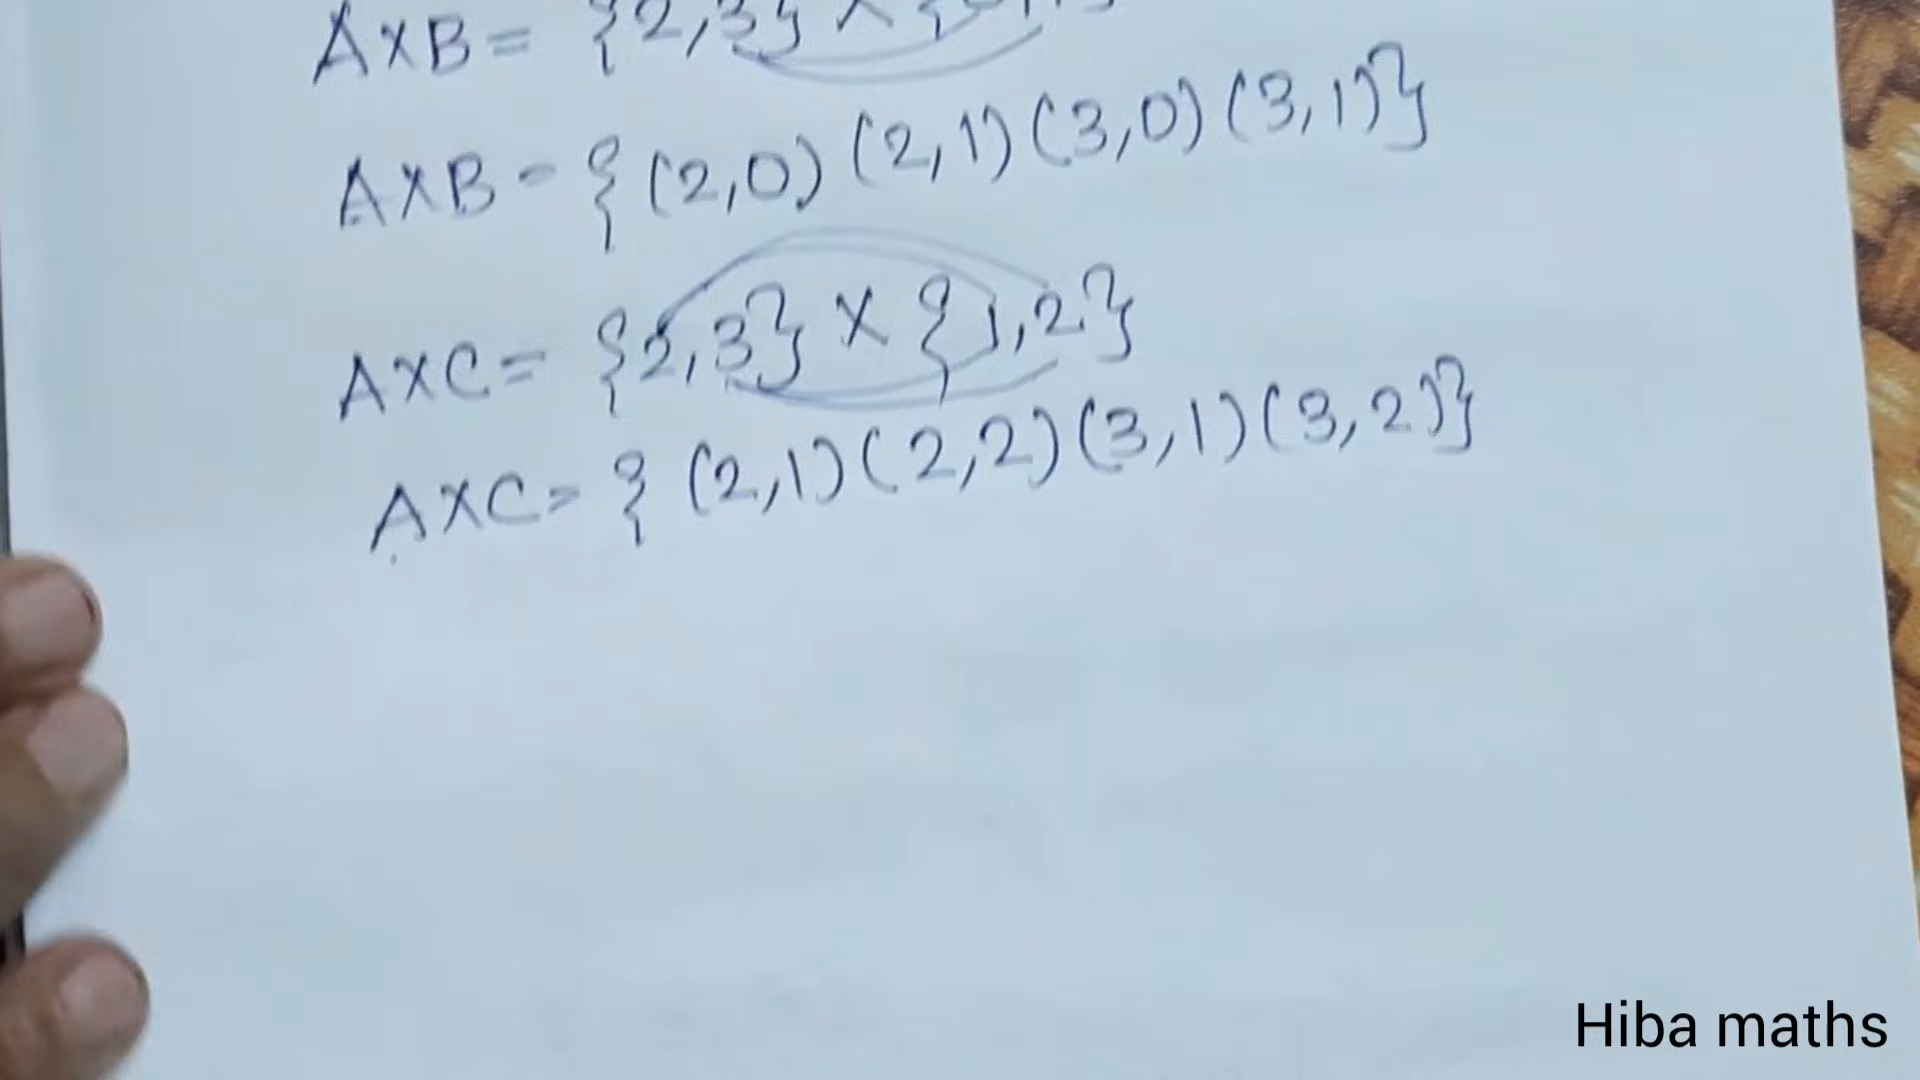 A×B= {2,3} × {
A×B - { (2,0) (2,1) (3,0) (3,1)}
A×C= {2,3} × {1,2}
A×C= { (2,1) (2,2) (3,1) (3,2)}
Hiba maths